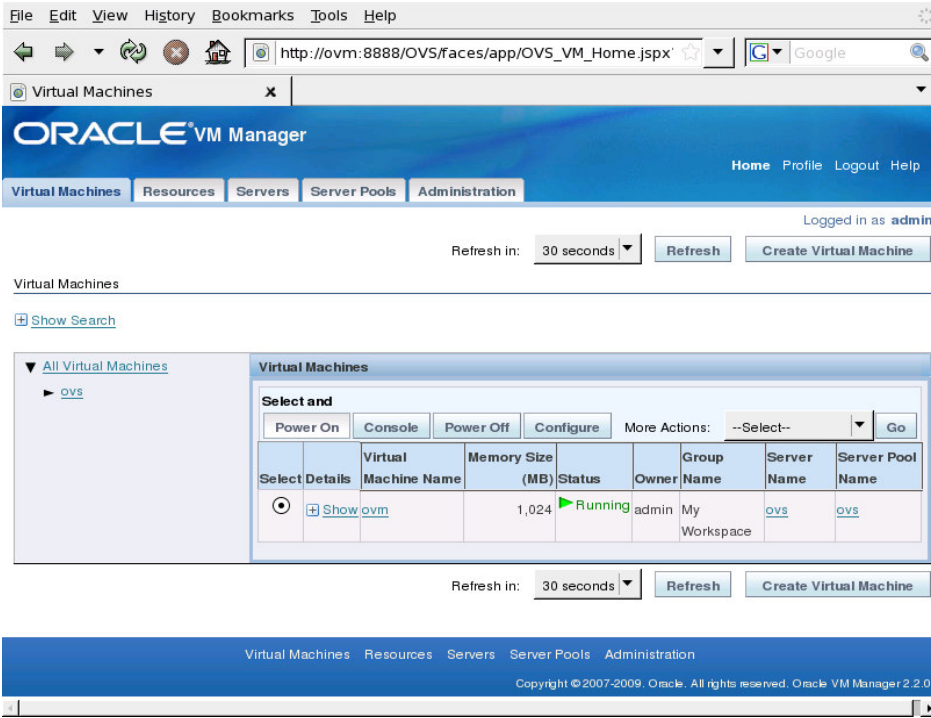 File Edit View History Bookmarks Tools Help
http://ovm:8888/OVS/faces/app/OVS_VM_Home.jspx
G Google
Virtual Machines
ORACLE VM Manager
Home Profile Logout Help
Virtual Machines Resources Servers Server Pools Administration
Logged in as admin
Refresh in: 30 seconds Refresh Create Virtual Machine
Virtual Machines
Show Search
All Virtual Machines
ovs
Virtual Machines
Select and
Power On Console Power Off Configure More Actions: --Select-- Go
Select Details Virtual Machine Name Memory Size (MB) Status Owner Group Name Server Name Server Pool Name
Show ovm 1,024 Running admin My Workspace ovs ovs
Refresh in: 30 seconds Refresh Create Virtual Machine
Virtual Machines Resources Servers Server Pools Administration
Copyright © 2007-2009. Oracle. All rights reserved. Oracle VM Manager 2.2.0